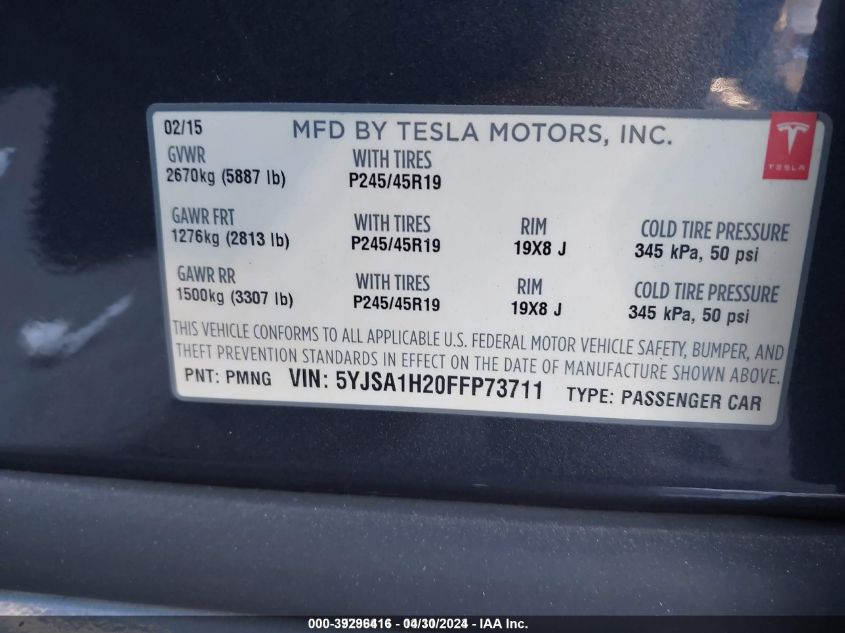 02/15 MFD BY TESLA MOTORS, INC.
TESLA
GVWR WITH TIRES
2670kg (5887 lb) P245/45R19
GAWR FRT WITH TIRES RIM COLD TIRE PRESSURE
1276kg (2813 lb) P245/45R19 19X8 J 345 kPa, 50 psi
GAWR RR WITH TIRES RIM COLD TIRE PRESSURE
1500kg (3307 lb) P245/45R19 19X8 J 345 kPa, 50 psi
THIS VEHICLE CONFORMS TO ALL APPLICABLE U.S. FEDERAL MOTOR VEHICLE SAFETY, BUMPER, AND
THEFT PREVENTION STANDARDS IN EFFECT ON THE DATE OF MANUFACTURE SHOWN ABOVE.
PNT: PMNG VIN: 5YJSA1H20FFP73711 TYPE: PASSENGER CAR
000-39296416 - 04/30/2024 - IAA Inc.